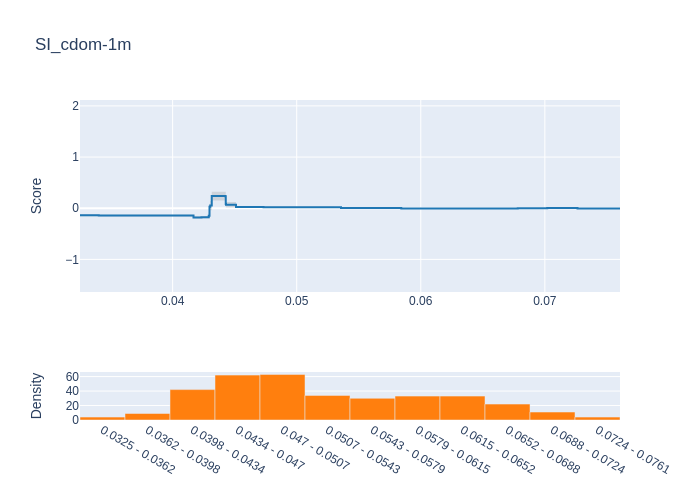 SI_cdom-1m
Score
2
1
0
−1
0.04
0.05
0.06
0.07
Density
60
40
20
0
0.0325 - 0.0362
0.0362 - 0.0398
0.0398 - 0.0434
0.0434 - 0.047
0.047 - 0.0507
0.0507 - 0.0543
0.0543 - 0.0579
0.0579 - 0.0615
0.0615 - 0.0652
0.0652 - 0.0688
0.0688 - 0.0724
0.0724 - 0.0761